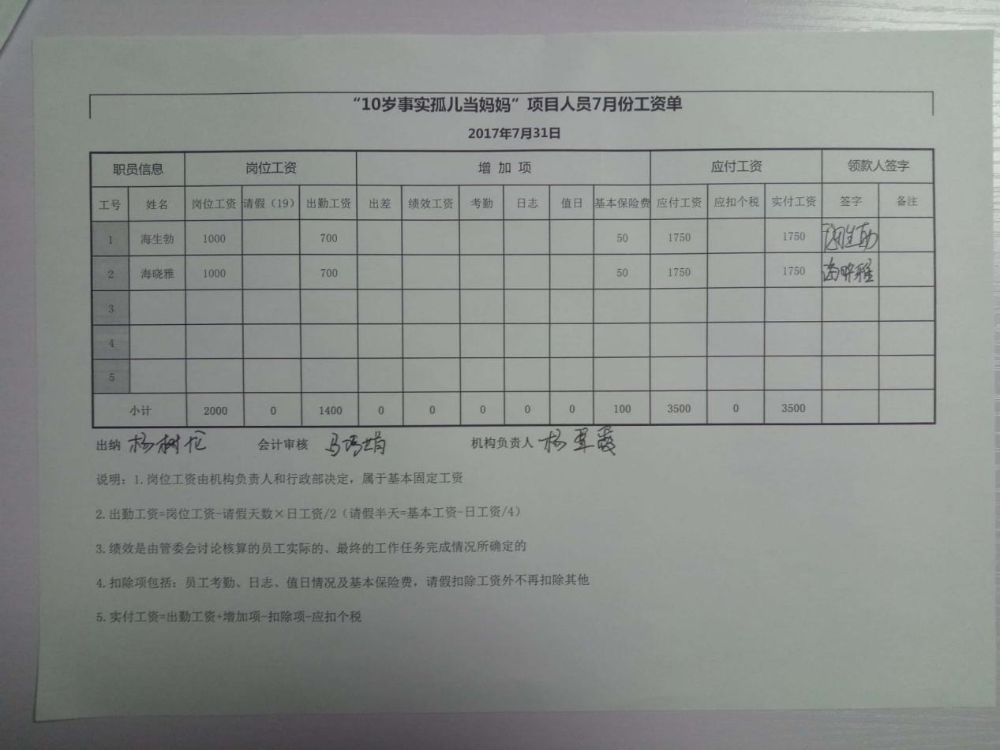 “10岁事实孤儿当妈妈”项目人员7月份工资单
2017年7月31日
职员信息 岗位工资 增 加 项 应付工资 领款人签字
工号 姓名 岗位工资 请假（19） 出勤工资 出差 绩效工资 考勤 日志 值日 基本保险费 应付工资 应扣个税 实付工资 签字 备注
1 海生勃 1000 700 50 1750 1750
2 海晓雅 1000 700 50 1750 1750 海晓雅
3
4
5
小计 2000 0 1400 0 0 0 0 0 100 3500 0 3500
出纳 会计审核 机构负责人 杨翠霞
说明：1.岗位工资由机构负责人和行政部决定，属于基本固定工资
2.出勤工资=岗位工资-请假天数×日工资/2（请假半天=基本工资-日工资/4）
3.绩效是由管委会讨论核算的员工实际的、最终的工作任务完成情况所确定的
4.扣除项包括：员工考勤、日志、值日情况及基本保险费，请假扣除工资外不再扣除其他
5.实付工资=出勤工资+增加项-扣除项-应扣个税